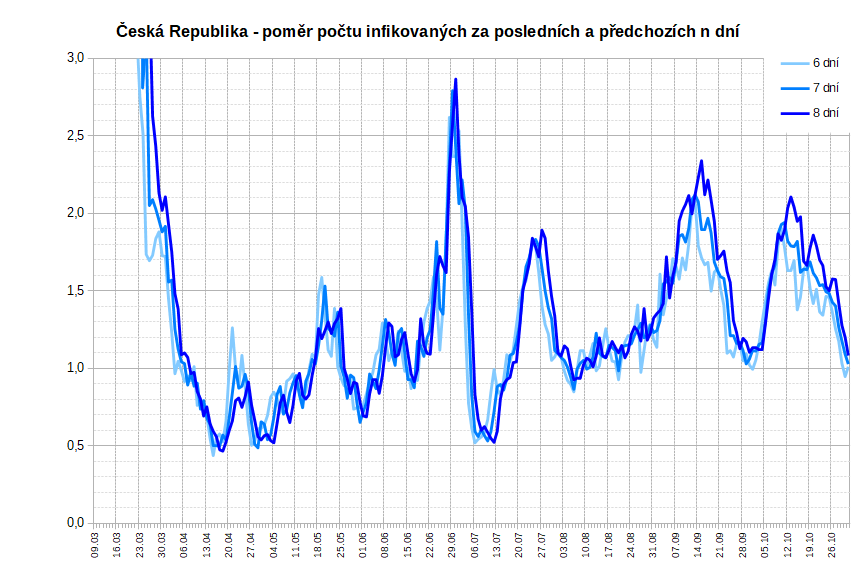 Česká Republika - poměr počtu infikovaných za posledních a předchozích n dní
3,0
2,5
2,0
1,5
1,0
0,5
0,0
6 dní
7 dní
8 dní
09.03 16.03 23.03 30.03 06.04 13.04 20.04 27.04 04.05 11.05 18.05 25.05 01.06 08.06 15.06 22.06 29.06 06.07 13.07 20.07 27.07 03.08 10.08 17.08 24.08 31.08 07.09 14.09 21.09 28.09 05.10 12.10 19.10 26.10